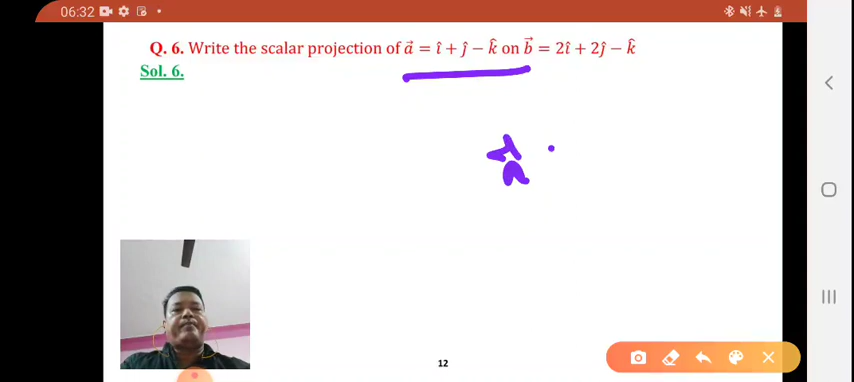 06:32
Q. 6. Write the scalar projection of a⃗ = î + ĵ − k̂ on b⃗ = 2î + 2ĵ − k̂
Sol. 6.
a⃗ ·
12